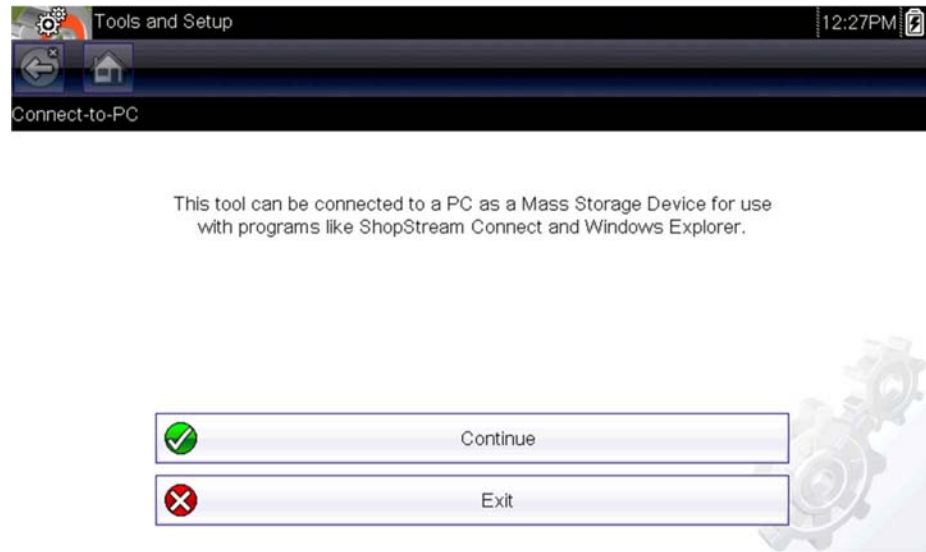 Tools and Setup
12:27PM
Connect-to-PC
This tool can be connected to a PC as a Mass Storage Device for use
with programs like ShopStream Connect and Windows Explorer.
Continue
Exit